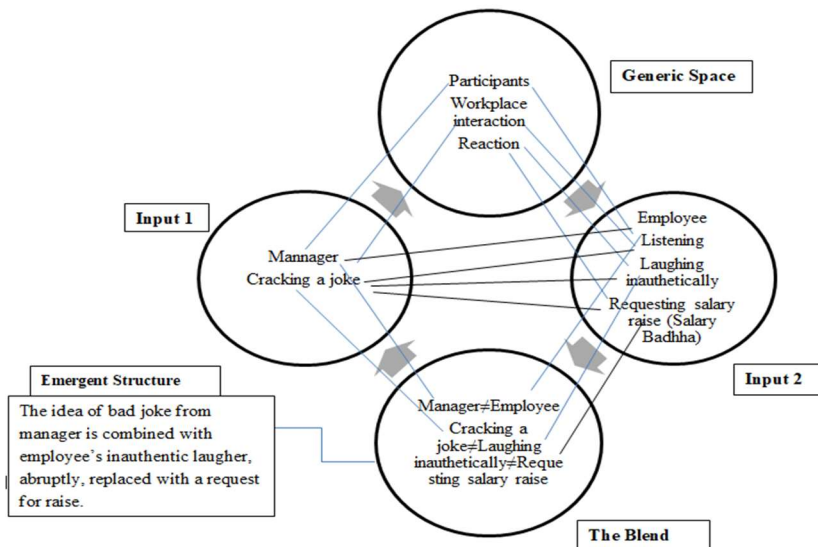 Generic Space
Participants
Workplace
interaction
Reaction
Input 1
Mannager
Cracking a joke
Employee
Listening
Laughing
inauthetically
Requesting salary
raise (Salary
Badhha)
Input 2
Emergent Structure
The idea of bad joke from
manager is combined with
employee's inauthentic laugher,
abruptly, replaced with a request
for raise.
Manager≠Employee
Cracking a
joke≠Laughing
inauthetically≠Reque
sting salary raise
The Blend